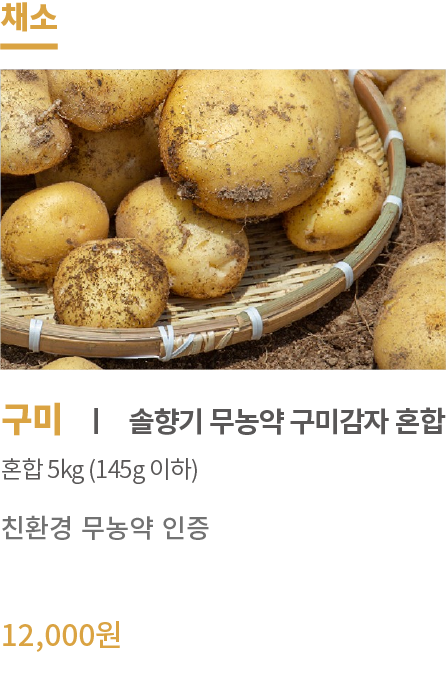 채소
구미 | 솔향기 무농약 구미감자 혼합
혼합 5kg (145g 이하)
친환경 무농약 인증
12,000원